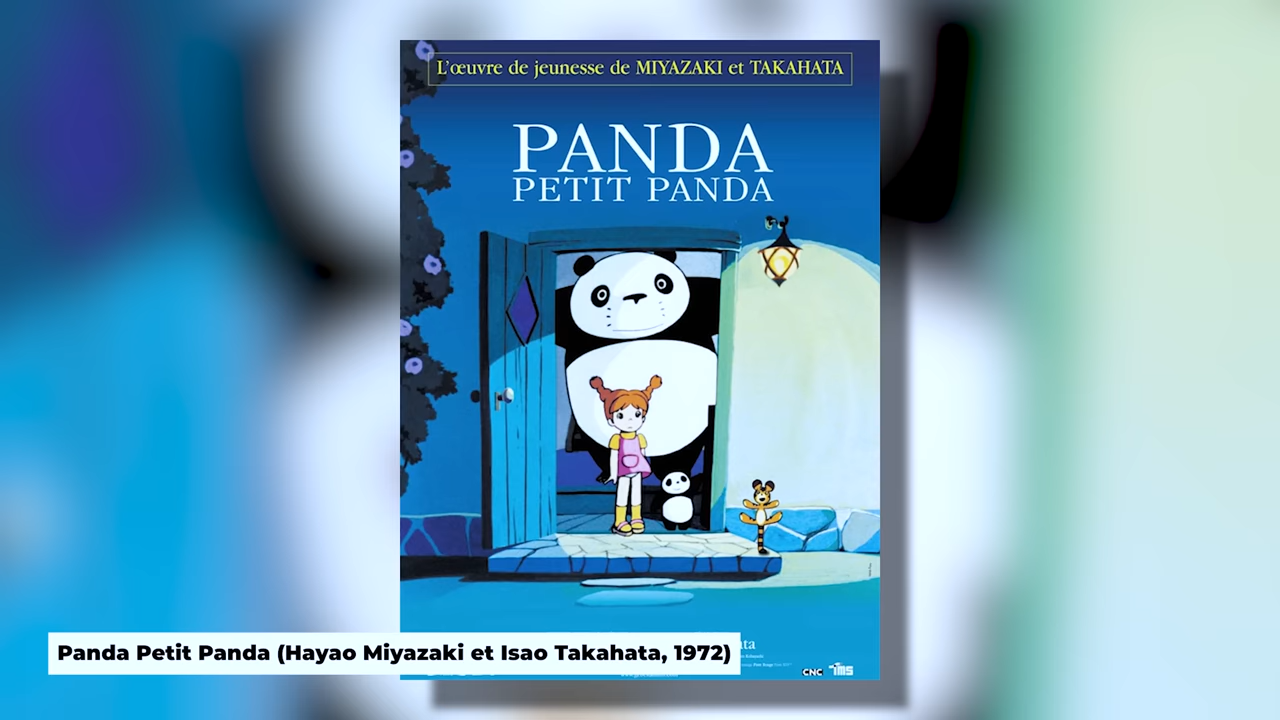 L'œuvre de jeunesse de MIYAZAKI et TAKAHATA
PANDA
PETIT PANDA
Panda Petit Panda (Hayao Miyazaki et Isao Takahata, 1972)
CNC TMS